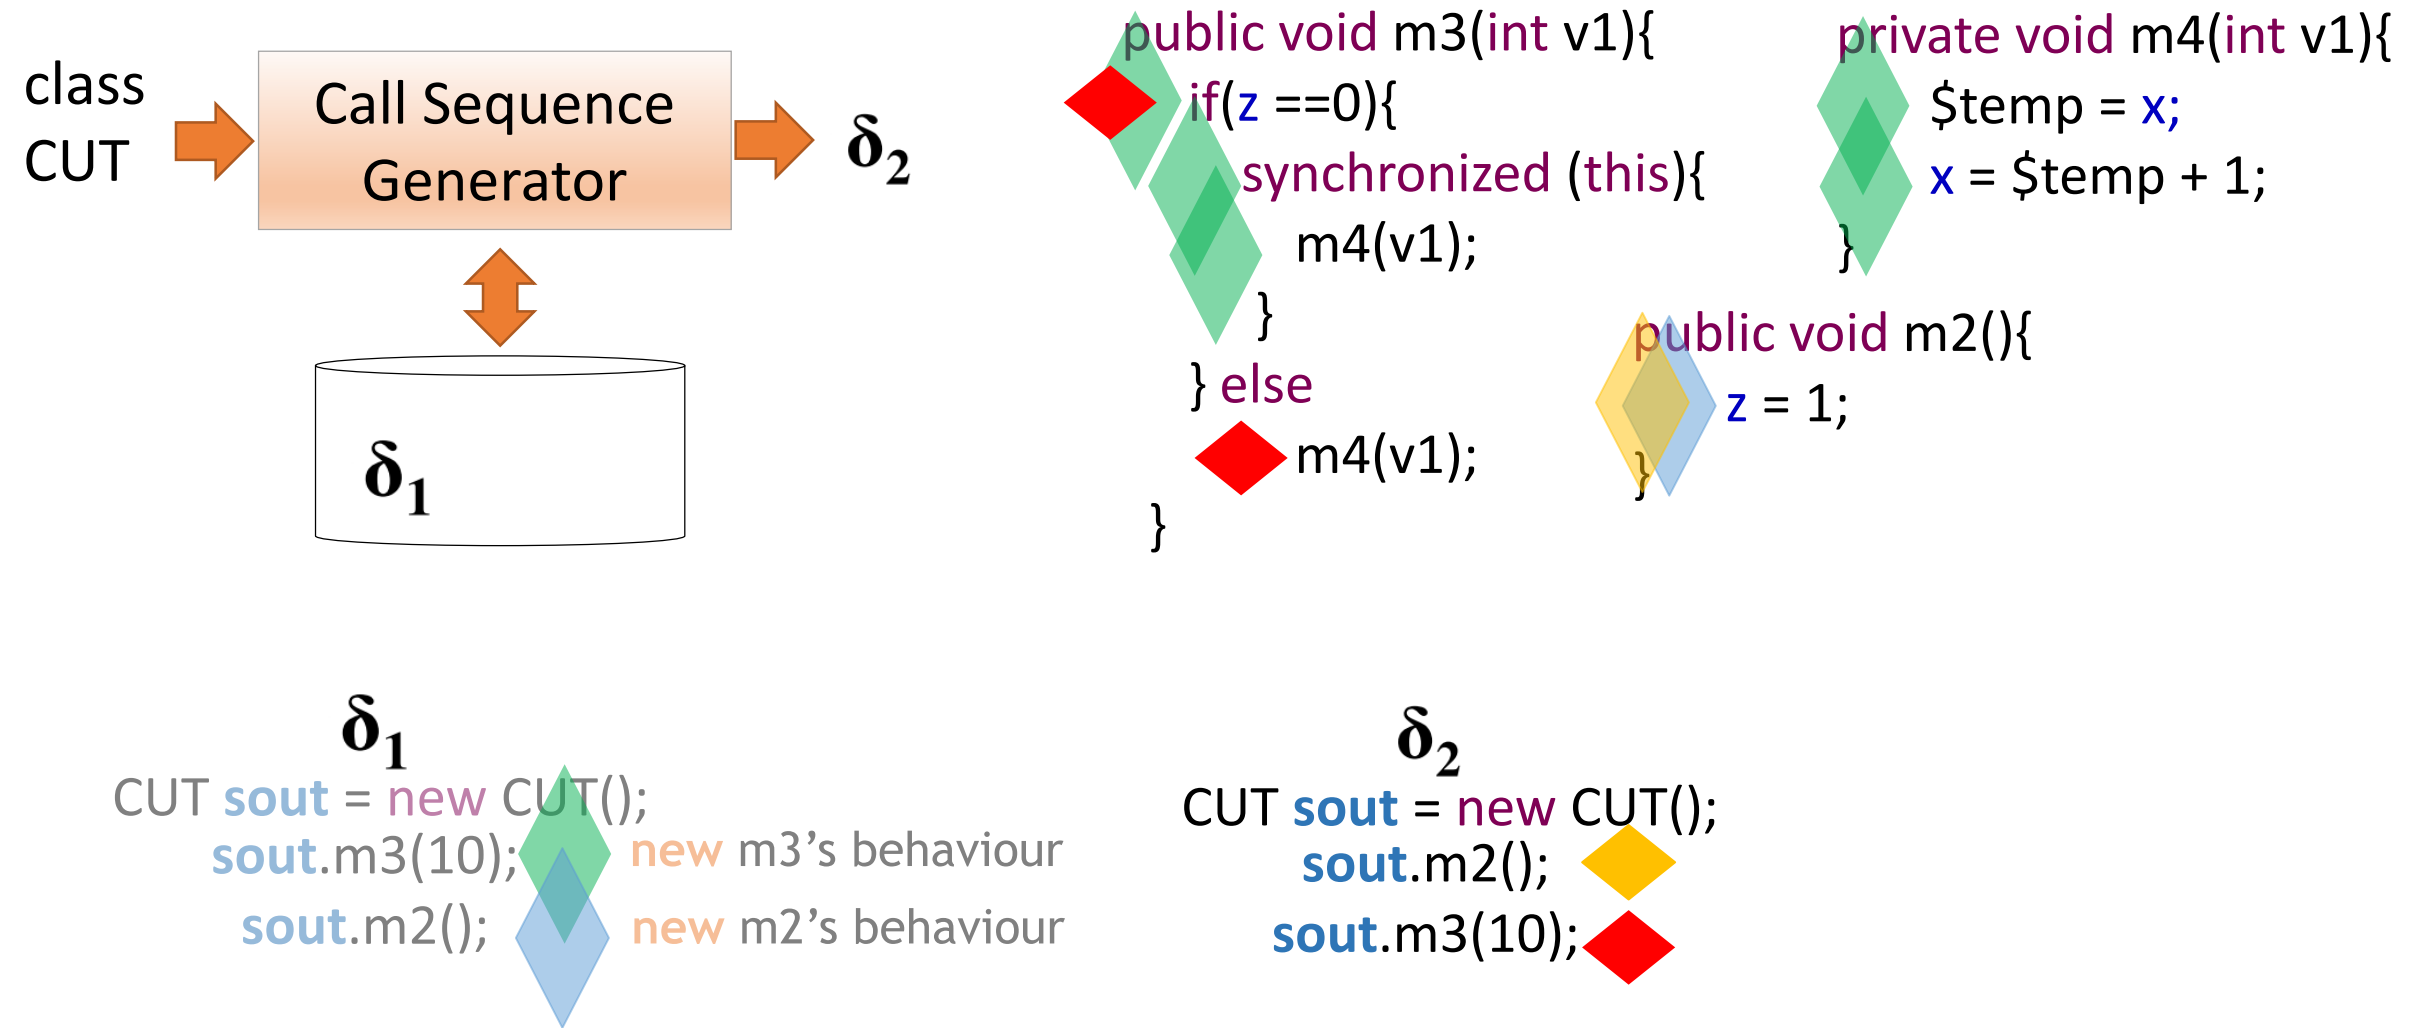 class
CUT
Call Sequence
Generator
δ2
δ1
public void m3(int v1){
if(z ==0){
synchronized (this){
m4(v1);
}
} else
m4(v1);
}
private void m4(int v1){
$temp = x;
x = $temp + 1;
}
public void m2(){
z = 1;
}
δ1
CUT sout = new CUT();
sout.m3(10); new m3’s behaviour
sout.m2(); new m2’s behaviour
δ2
CUT sout = new CUT();
sout.m2();
sout.m3(10);